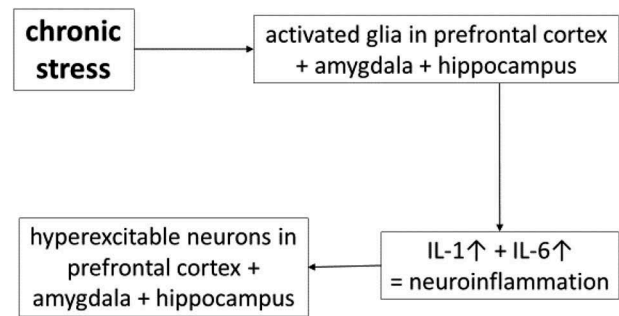 chronic
stress
activated glia in prefrontal cortex
+ amygdala + hippocampus
IL-1↑ + IL-6↑
= neuroinflammation
hyperexcitable neurons in
prefrontal cortex +
amygdala + hippocampus